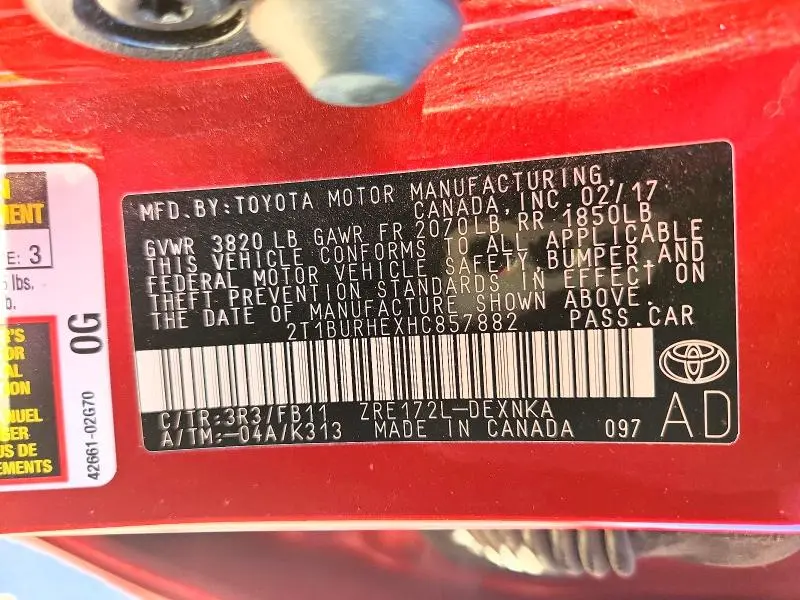 MENT
E: 3
lbs.
b.
0G
42661-02G70
MFD.BY:TOYOTA MOTOR MANUFACTURING,
CANADA, INC. 02/17
GVWR 3820 LB GAWR FR 2070LB RR 1850LB
THIS VEHICLE CONFORMS TO ALL APPLICABLE
FEDERAL MOTOR VEHICLE SAFETY, BUMPER, AND
THEFT PREVENTION STANDARDS IN EFFECT ON
THE DATE OF MANUFACTURE SHOWN ABOVE.
2T1BURHEXHC857882 PASS.CAR
C/TR:3R3/FB11 ZRE172L-DEXNKA
A/TM:-04A/K313 MADE IN CANADA 097
AD